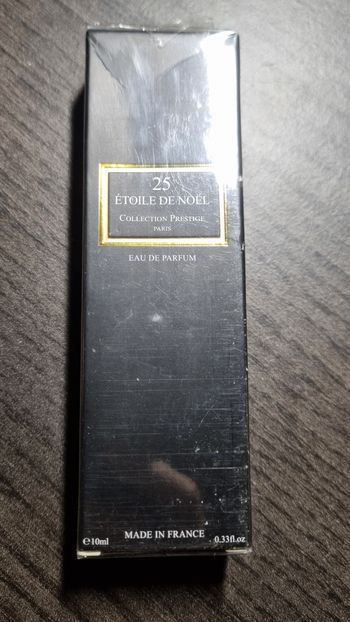 25
ÉTOILE DE NOËL
COLLECTION PRESTIGE
PARIS
EAU DE PARFUM
MADE IN FRANCE
℮10ml 0.33fl.oz